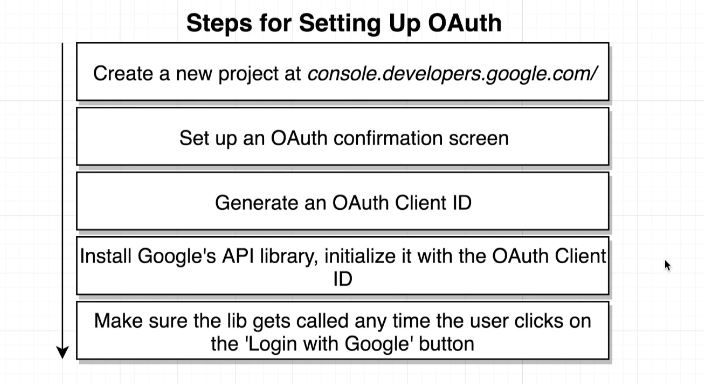 Steps for Setting Up OAuth
Create a new project at console.developers.google.com/
Set up an OAuth confirmation screen
Generate an OAuth Client ID
Install Google's API library, initialize it with the OAuth Client
ID
Make sure the lib gets called any time the user clicks on
the 'Login with Google' button